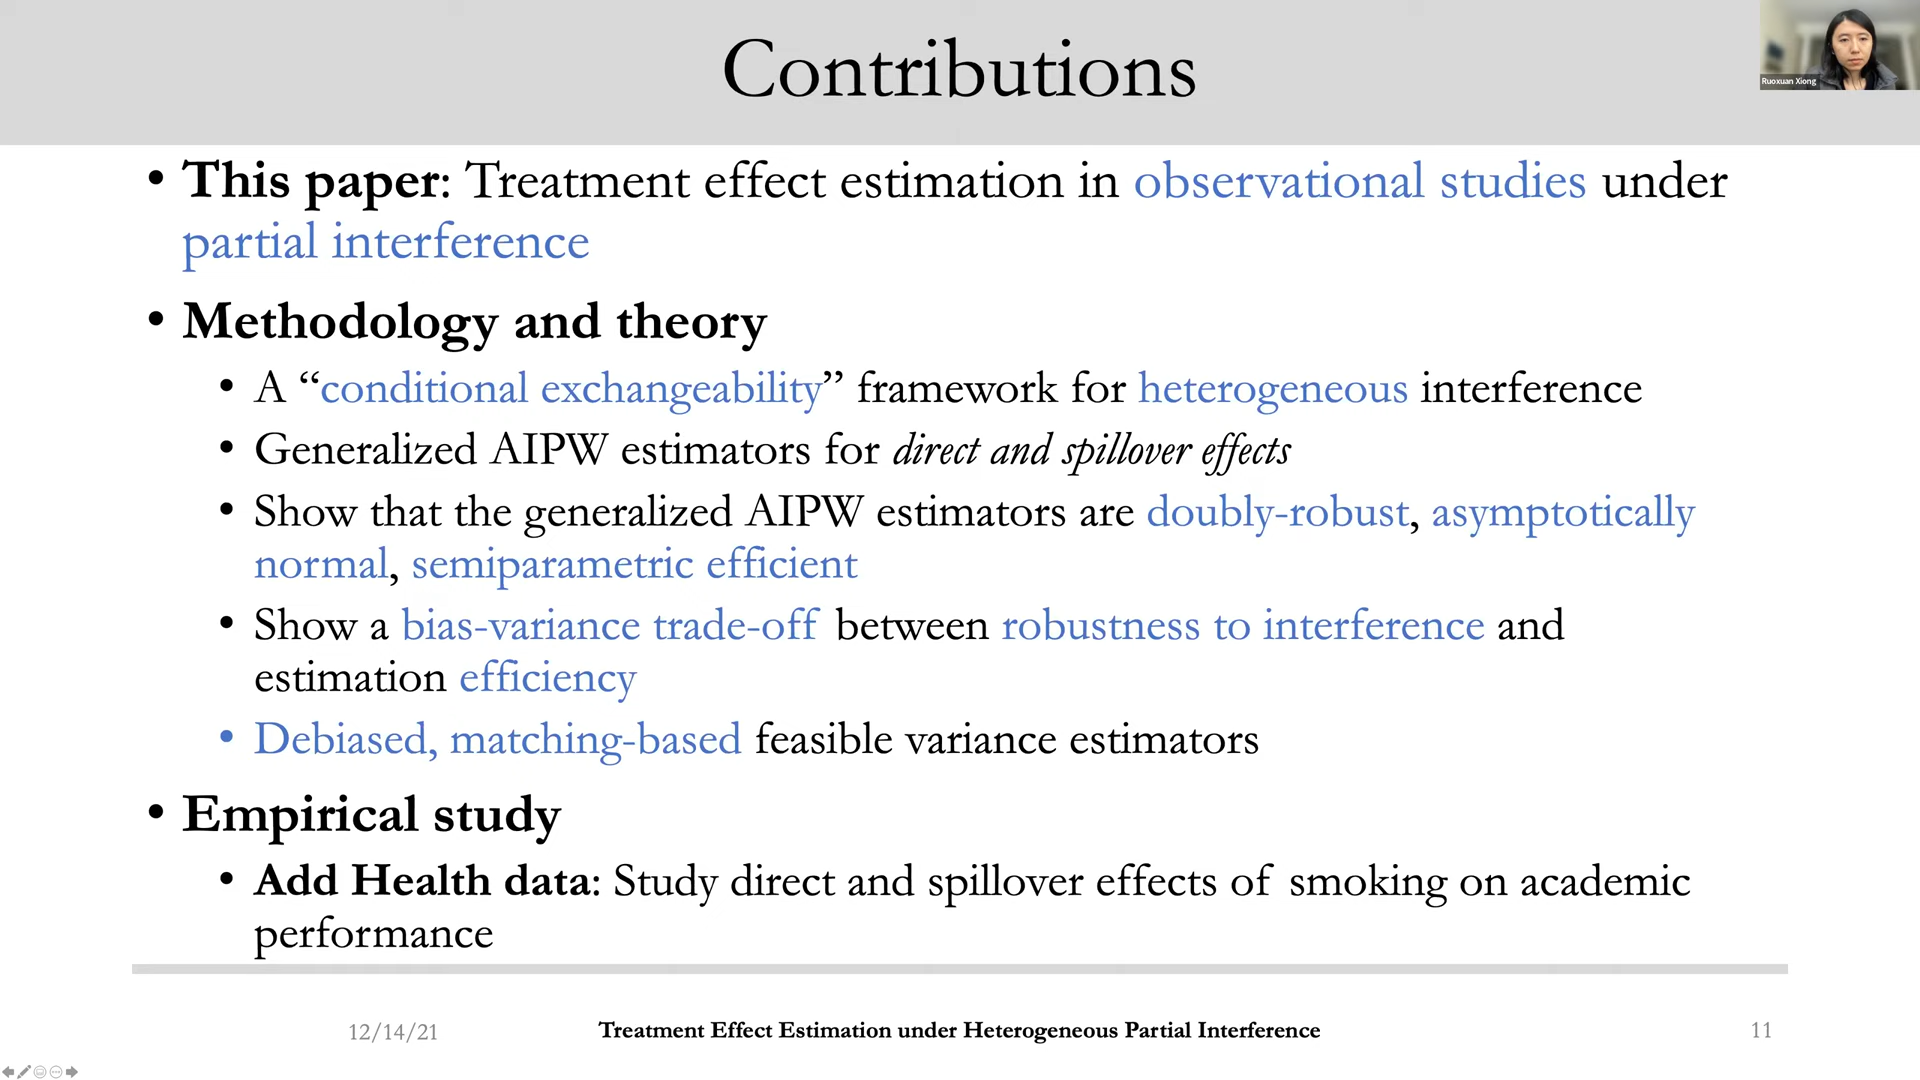 Contributions
Ruoxuan Xiong
• This paper: Treatment effect estimation in observational studies under
partial interference
• Methodology and theory
• A “conditional exchangeability” framework for heterogeneous interference
• Generalized AIPW estimators for direct and spillover effects
• Show that the generalized AIPW estimators are doubly-robust, asymptotically
normal, semiparametric efficient
• Show a bias-variance trade-off between robustness to interference and
estimation efficiency
• Debiased, matching-based feasible variance estimators
• Empirical study
• Add Health data: Study direct and spillover effects of smoking on academic
performance
12/14/21
Treatment Effect Estimation under Heterogeneous Partial Interference
11